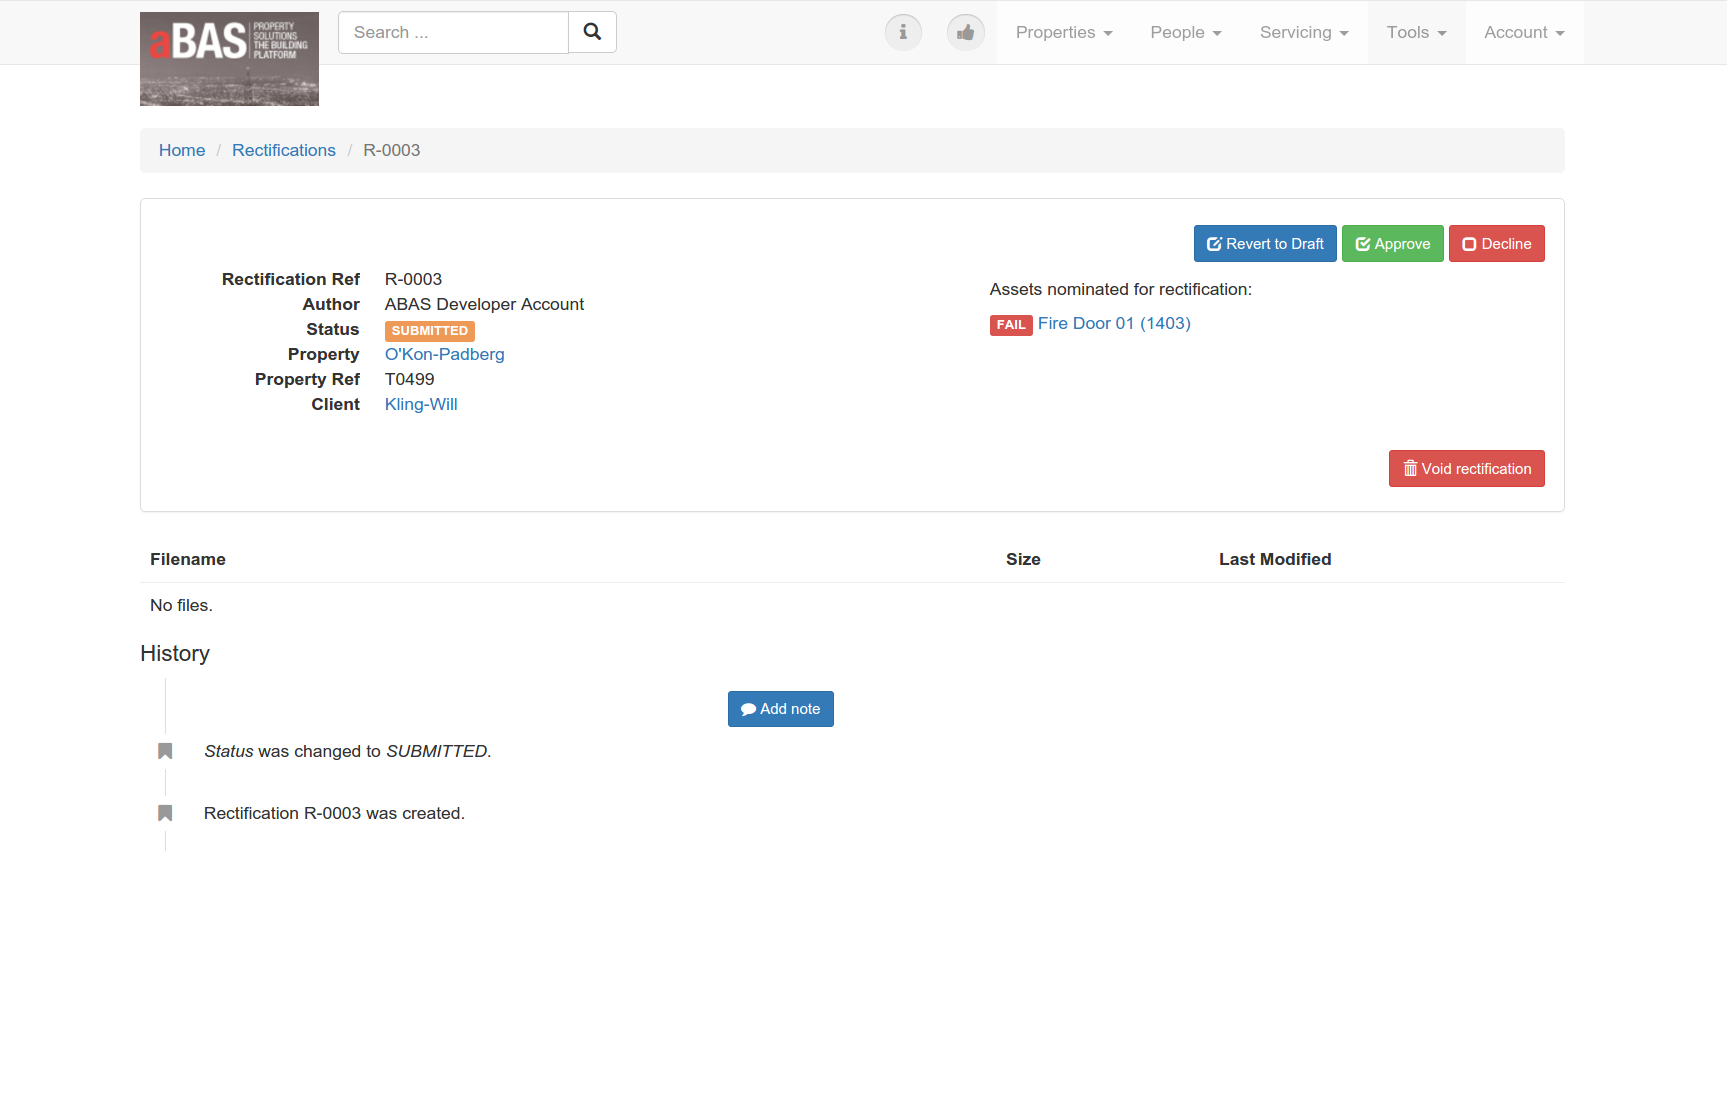 aBAS PROPERTY SOLUTIONS THE BUILDING PLATFORM
Search ...
Properties People Servicing Tools Account
Home / Rectifications / R-0003
Revert to Draft Approve Decline
Rectification Ref R-0003
Author ABAS Developer Account
Status SUBMITTED
Property O'Kon-Padberg
Property Ref T0499
Client Kling-Will
Assets nominated for rectification:
FAIL Fire Door 01 (1403)
Void rectification
Filename Size Last Modified
No files.
History
Add note
Status was changed to SUBMITTED.
Rectification R-0003 was created.